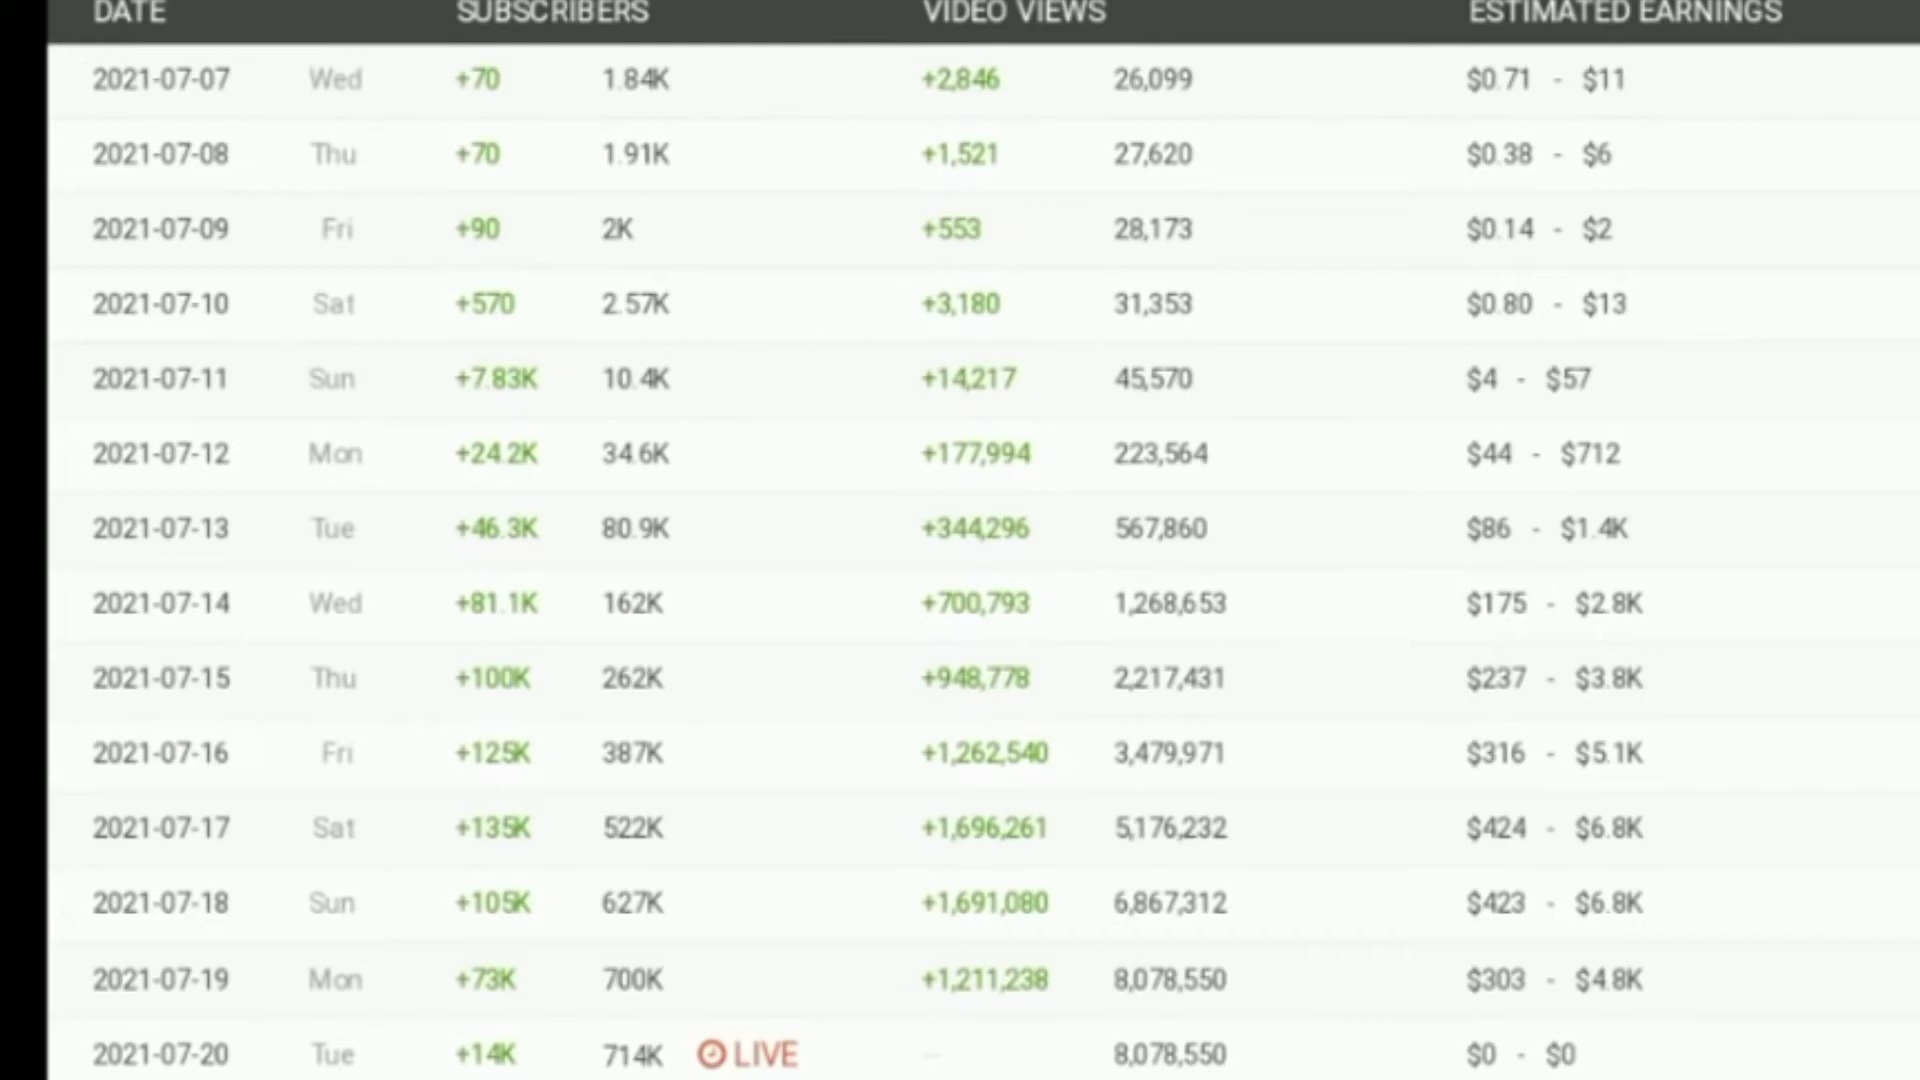 DATE SUBSCRIBERS VIDEO VIEWS ESTIMATED EARNINGS
2021-07-07 Wed +70 1.84K +2,846 26,099 $0.71 - $11
2021-07-08 Thu +70 1.91K +1,521 27,620 $0.38 - $6
2021-07-09 Fri +90 2K +553 28,173 $0.14 - $2
2021-07-10 Sat +570 2.57K +3,180 31,353 $0.80 - $13
2021-07-11 Sun +7.83K 10.4K +14,217 45,570 $4 - $57
2021-07-12 Mon +24.2K 34.6K +177,994 223,564 $44 - $712
2021-07-13 Tue +46.3K 80.9K +344,296 567,860 $86 - $1.4K
2021-07-14 Wed +81.1K 162K +700,793 1,268,653 $175 - $2.8K
2021-07-15 Thu +100K 262K +948,778 2,217,431 $237 - $3.8K
2021-07-16 Fri +125K 387K +1,262,540 3,479,971 $316 - $5.1K
2021-07-17 Sat +135K 522K +1,696,261 5,176,232 $424 - $6.8K
2021-07-18 Sun +105K 627K +1,691,080 6,867,312 $423 - $6.8K
2021-07-19 Mon +73K 700K +1,211,238 8,078,550 $303 - $4.8K
2021-07-20 Tue +14K 714K LIVE -- 8,078,550 $0 - $0